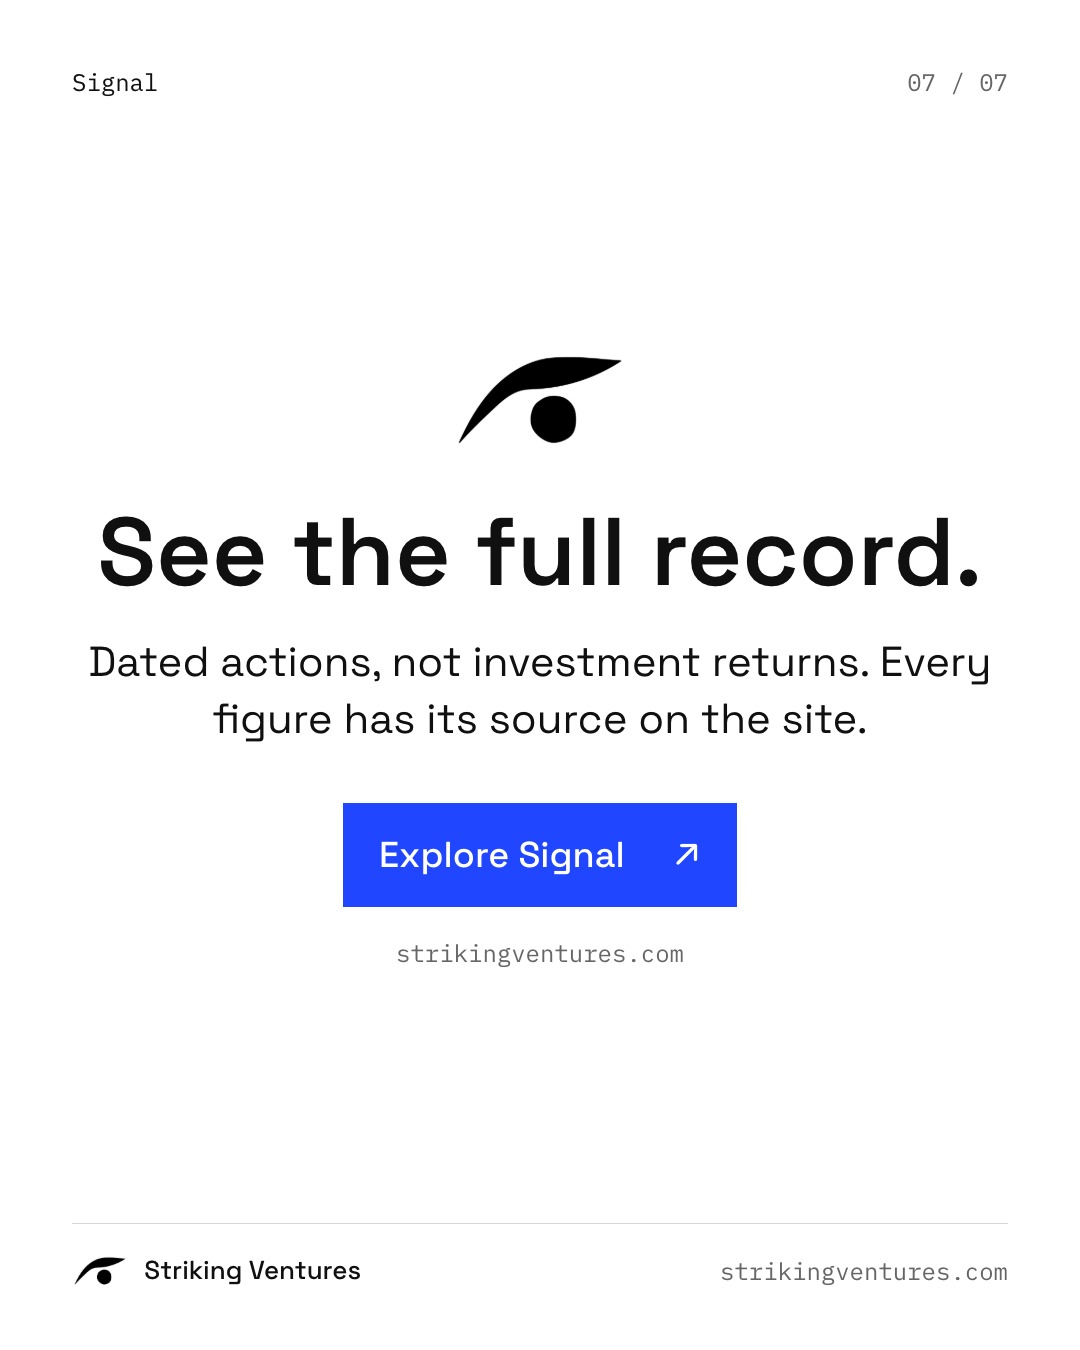 Signal
07 / 07
See the full record.
Dated actions, not investment returns. Every
figure has its source on the site.
Explore Signal
strikingventures.com
Striking Ventures
strikingventures.com